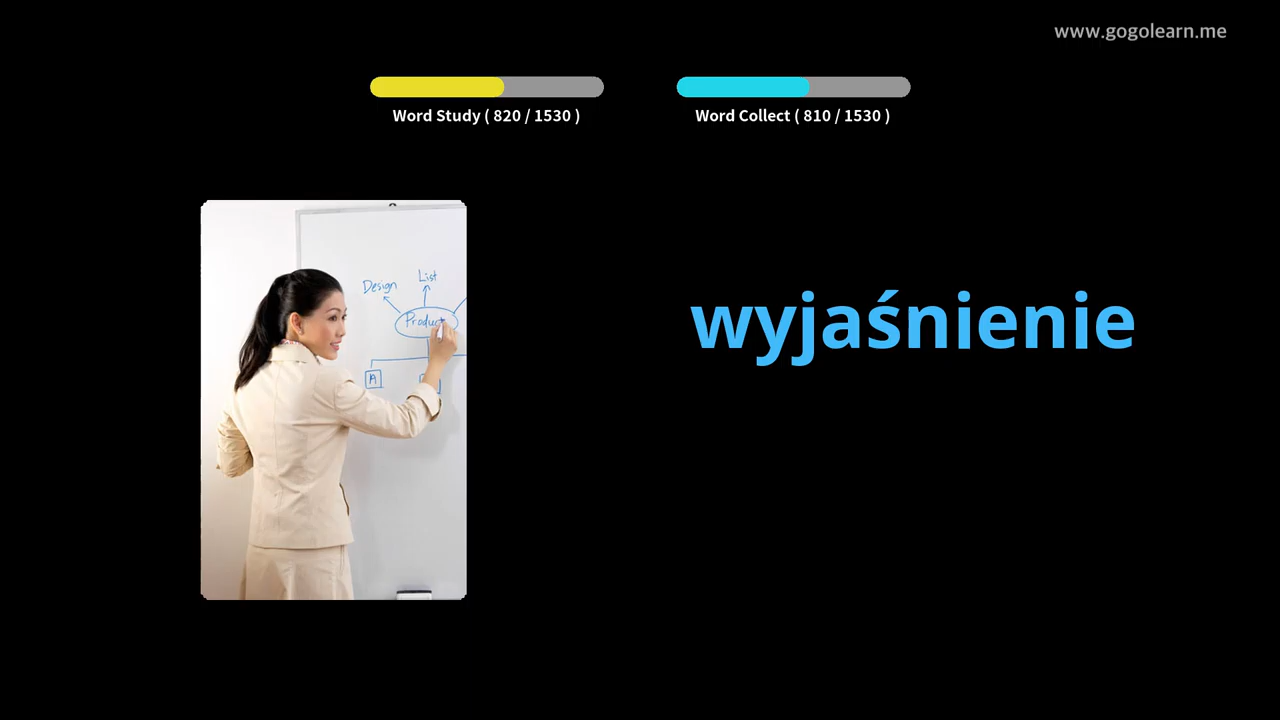 www.gogolearn.me
Word Study ( 820 / 1530 )
Word Collect ( 810 / 1530 )
List
Design
Product
A
wyjaśnienie